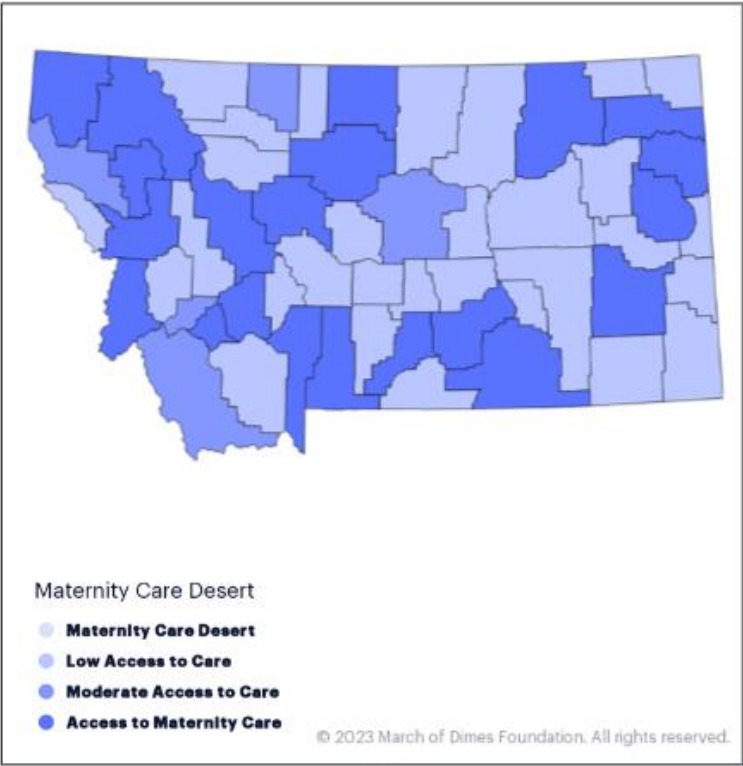 Maternity Care Desert
Maternity Care Desert
Low Access to Care
Moderate Access to Care
Access to Maternity Care
© 2023 March of Dimes Foundation. All rights reserved.